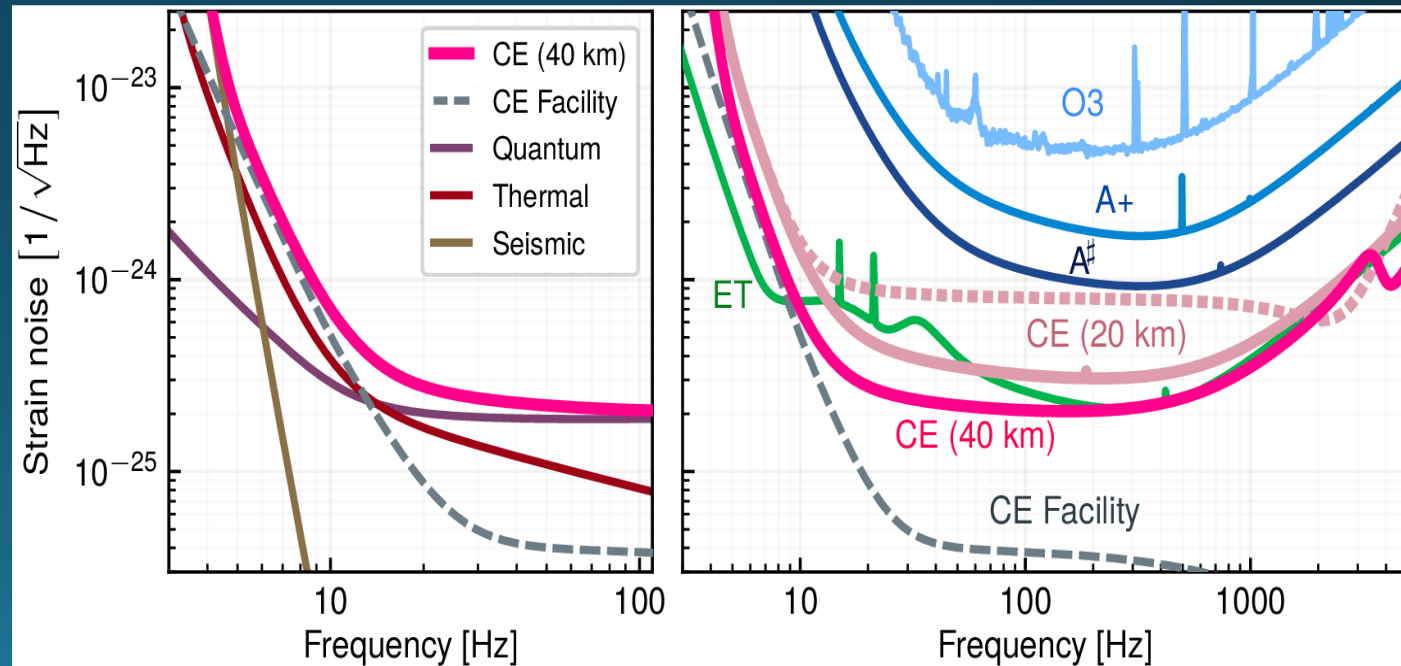 Strain noise [1 / √Hz]
10⁻²³
10⁻²⁴
10⁻²⁵
CE (40 km)
CE Facility
Quantum
Thermal
Seismic
10
100
Frequency [Hz]
O3
A+
A♯
ET
CE (20 km)
CE (40 km)
CE Facility
10
100
1000
Frequency [Hz]